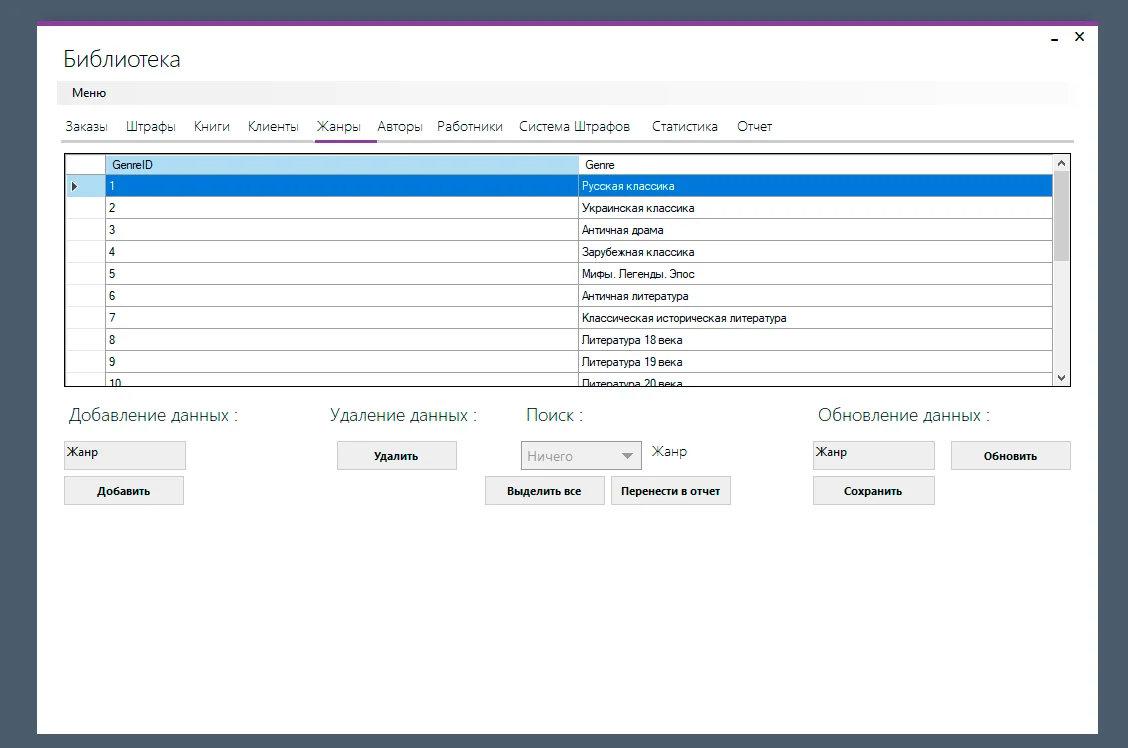 Библиотека
Меню
Заказы Штрафы Книги Клиенты Жанры Авторы Работники Система Штрафов Статистика Отчет
GenreID Genre
1 Русская классика
2 Украинская классика
3 Античная драма
4 Зарубежная классика
5 Мифы. Легенды. Эпос
6 Античная литература
7 Классическая историческая литература
8 Литература 18 века
9 Литература 19 века
10 Литература 20 века
Добавление данных : Удаление данных : Поиск : Обновление данных :
Жанр Удалить Ничего Жанр Жанр Обновить
Добавить Выделить все Перенести в отчет Сохранить